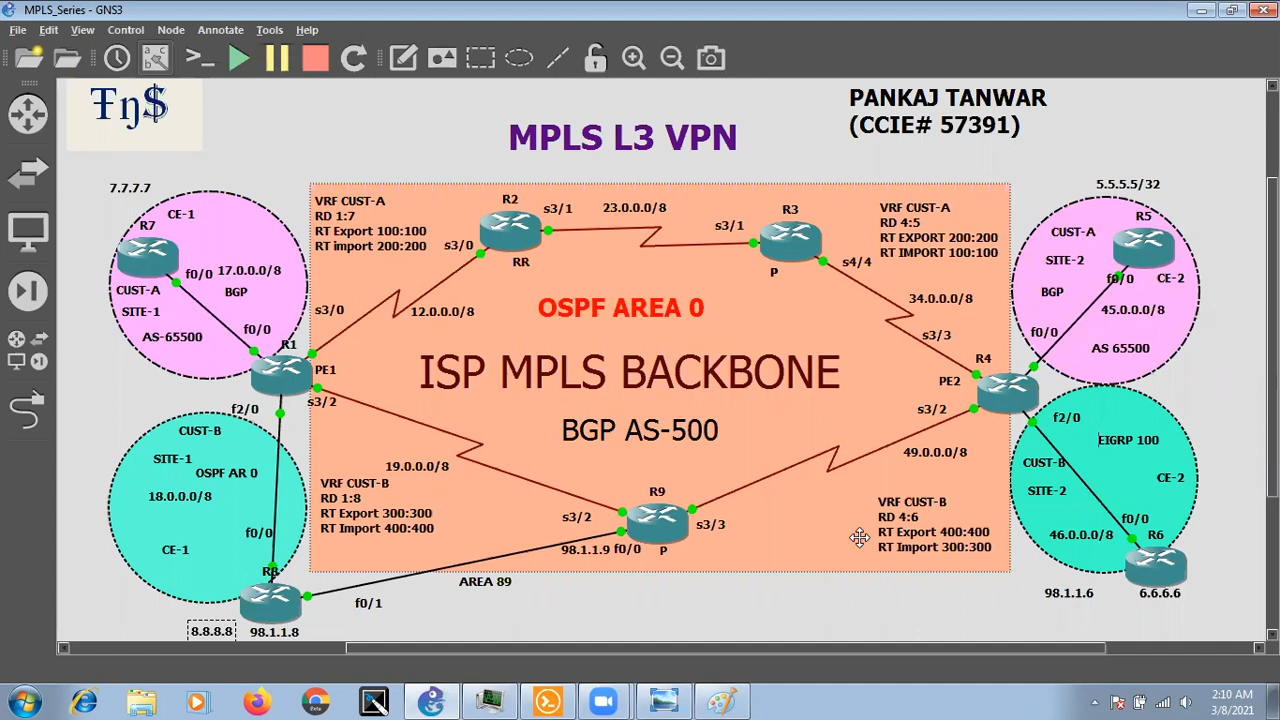 MPLS_Series - GNS3
File Edit View Control Node Annotate Tools Help
PANKAJ TANWAR
(CCIE# 57391)
MPLS L3 VPN
7.7.7.7
CE-1
R7
f0/0
17.0.0.0/8
BGP
CUST-A
SITE-1
AS-65500
f0/0
R1
PE1
VRF CUST-A
RD 1:7
RT Export 100:100
RT import 200:200
R2
s3/1
s3/0
RR
23.0.0.0/8
R3
s3/1
P
s4/4
VRF CUST-A
RD 4:5
RT EXPORT 200:200
RT IMPORT 100:100
5.5.5.5/32
R5
CUST-A
SITE-2
f0/0
CE-2
BGP
45.0.0.0/8
f0/0
AS 65500
s3/0
12.0.0.0/8
OSPF AREA 0
34.0.0.0/8
s3/3
R4
PE2
ISP MPLS BACKBONE
BGP AS-500
s3/2
f2/0
s3/2
f2/0
CUST-B
SITE-1
OSPF AR 0
18.0.0.0/8
f0/0
CE-1
R8
f0/1
8.8.8.8
98.1.1.8
19.0.0.0/8
VRF CUST-B
RD 1:8
RT Export 300:300
RT Import 400:400
R9
s3/2
s3/3
98.1.1.9 f0/0
P
AREA 89
49.0.0.0/8
VRF CUST-B
RD 4:6
RT Export 400:400
RT Import 300:300
EIGRP 100
CUST-B
SITE-2
CE-2
f0/0
46.0.0.0/8
R6
98.1.1.6
6.6.6.6
2:10 AM
3/8/2021